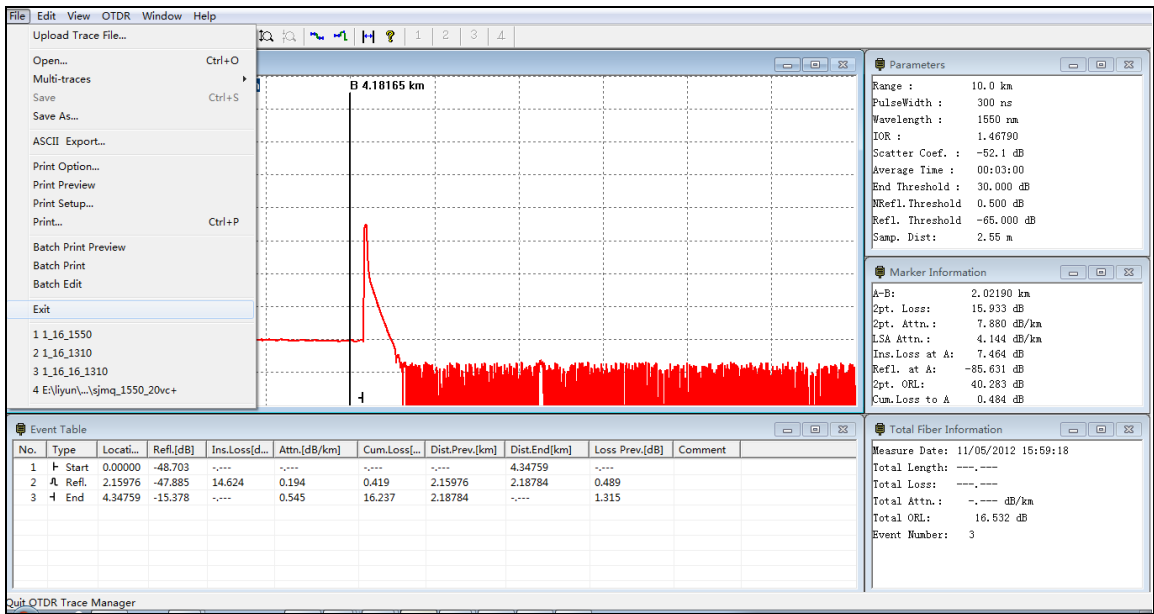 File Edit View OTDR Window Help
1 2 3 4
Upload Trace File...
Open... Ctrl+O
Multi-traces
Save Ctrl+S
Save As...
ASCII Export...
Print Option...
Print Preview
Print Setup...
Print... Ctrl+P
Batch Print Preview
Batch Print
Batch Edit
Exit
1 1_16_1550
2 1_16_1310
3 1_16_16_1310
4 E:\liyun\...\sjmq_1550_20vc+
B 4.18165 km
Parameters
Range : 10.0 km
PulseWidth : 300 ns
Wavelength : 1550 nm
IOR : 1.46790
Scatter Coef. : -52.1 dB
Average Time : 00:03:00
End Threshold : 30.000 dB
NRefl.Threshold 0.500 dB
Refl. Threshold -65.000 dB
Samp. Dist: 2.55 m
Marker Information
A-B: 2.02190 km
2pt. Loss: 15.933 dB
2pt. Attn.: 7.880 dB/km
LSA Attn.: 4.144 dB/km
Ins.Loss at A: 7.464 dB
Refl. at A: -85.631 dB
2pt. ORL: 40.283 dB
Cum.Loss to A 0.484 dB
Event Table
No. Type Locati... Refl.[dB] Ins.Loss[d... Attn.[dB/km] Cum.Loss[... Dist.Prev.[km] Dist.End[km] Loss Prev.[dB] Comment
1 Start 0.00000 -48.703 -.--- -.--- -.--- -.--- 4.34759 -.---
2 Refl. 2.15976 -47.885 14.624 0.194 0.419 2.15976 2.18784 0.489
3 End 4.34759 -15.378 -.--- 0.545 16.237 2.18784 -.--- 1.315
Total Fiber Information
Measure Date: 11/05/2012 15:59:18
Total Length: ---.---
Total Loss: ---.---
Total Attn.: -.--- dB/km
Total ORL: 16.532 dB
Event Number: 3
Quit OTDR Trace Manager